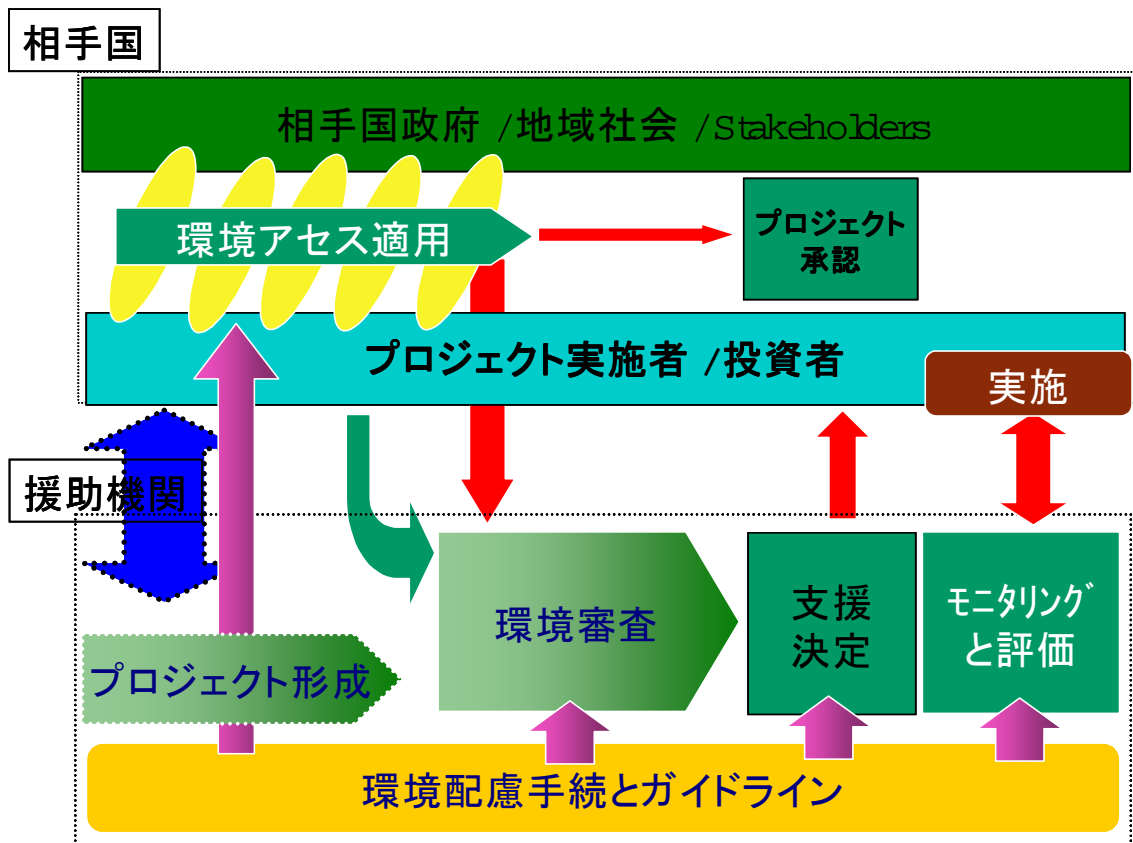 相手国
相手国政府 /地域社会 /Stakeholders
環境アセス適用
プロジェクト
承認
プロジェクト実施者 /投資者
実施
援助機関
環境審査
支援
決定
モニタリング
と評価
プロジェクト形成
環境配慮手続とガイドライン